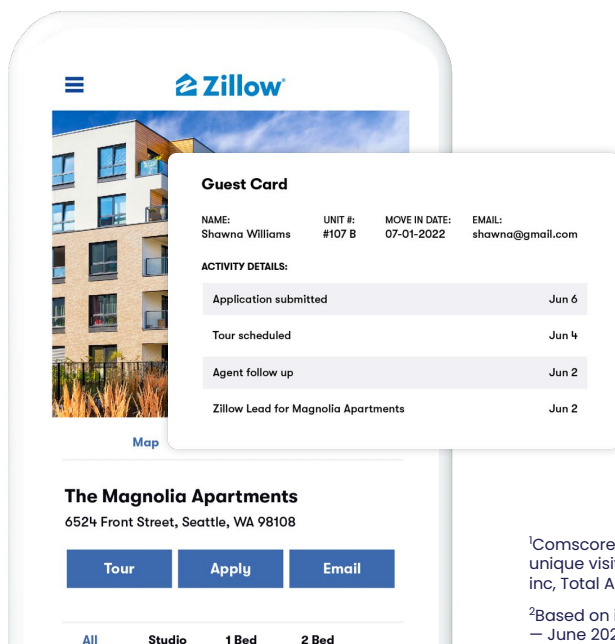 Zillow
Guest Card
NAME: UNIT #: MOVE IN DATE: EMAIL:
Shawna Williams #107 B 07-01-2022 shawna@gmail.com
ACTIVITY DETAILS:
Application submitted Jun 6
Tour scheduled Jun 4
Agent follow up Jun 2
Zillow Lead for Magnolia Apartments Jun 2
Map
The Magnolia Apartments
6524 Front Street, Seattle, WA 98108
Tour Apply Email
All Studio 1 Bed 2 Bed
¹Comscore
unique
inc, Total
²Based on
— June